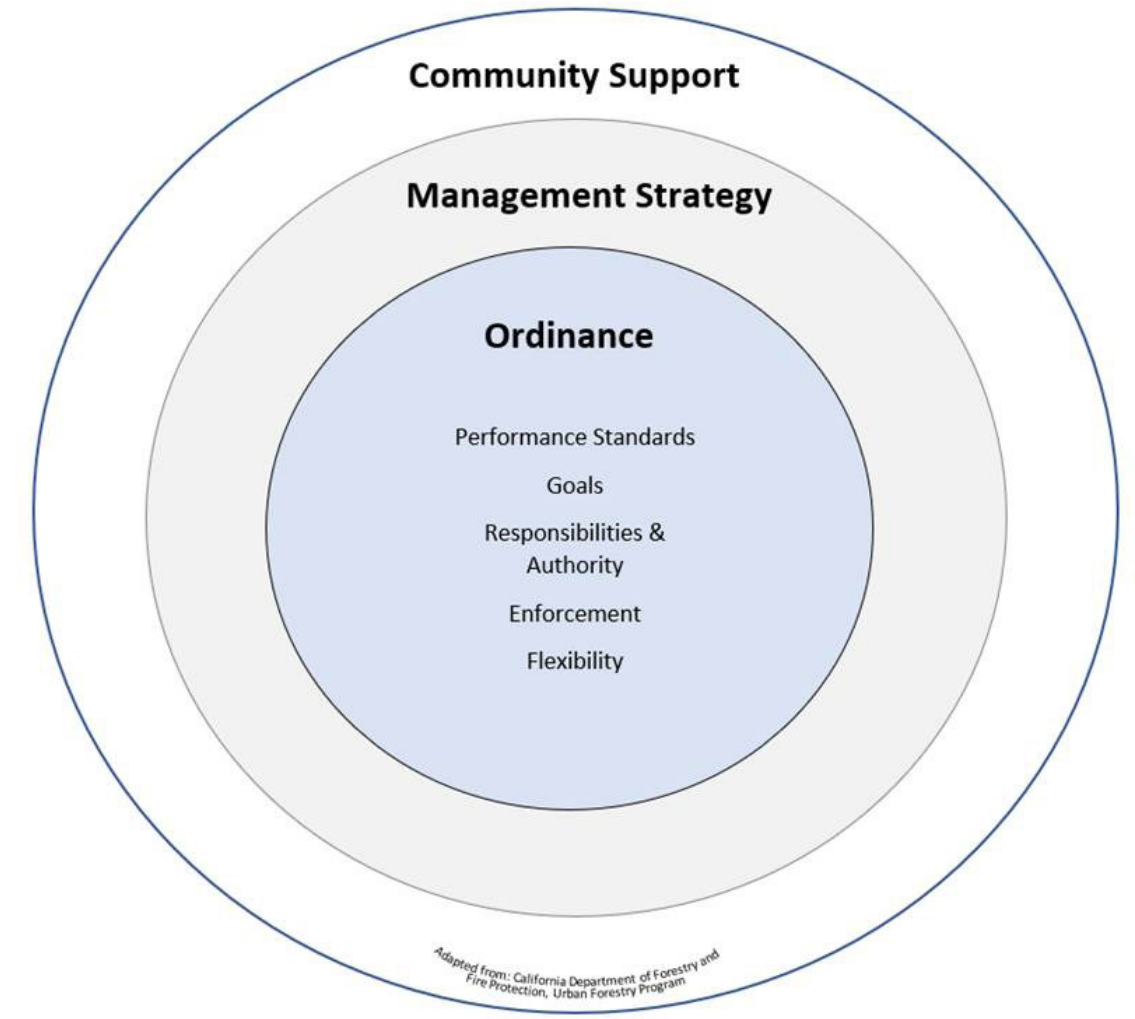 Community Support
Management Strategy
Ordinance
Performance Standards
Goals
Responsibilities &
Authority
Enforcement
Flexibility
Adapted from: California Department of Forestry and
Fire Protection, Urban Forestry Program